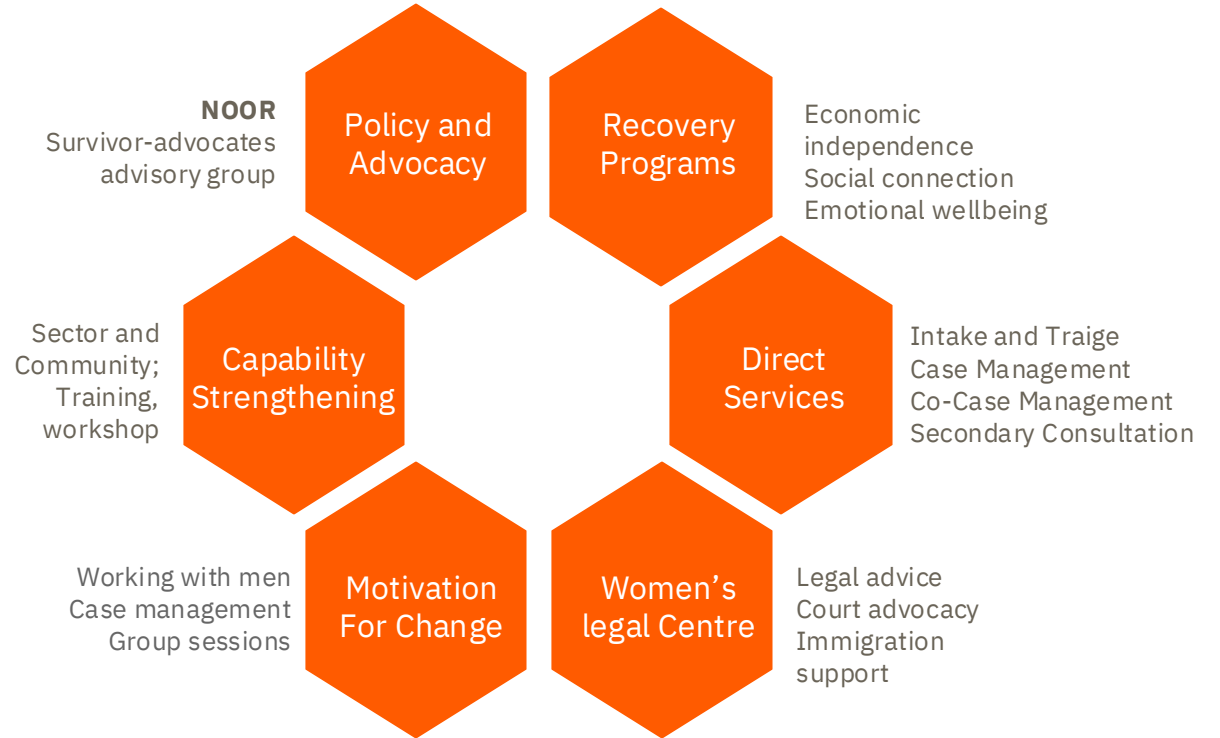 NOOR
Survivor-advocates
advisory group
Policy and
Advocacy
Recovery
Programs
Economic
independence
Social connection
Emotional wellbeing
Sector and
Community;
Training,
workshop
Capability
Strengthening
Direct
Services
Intake and Traige
Case Management
Co-Case Management
Secondary Consultation
Working with men
Case management
Group sessions
Motivation
For Change
Women’s
legal Centre
Legal advice
Court advocacy
Immigration
support